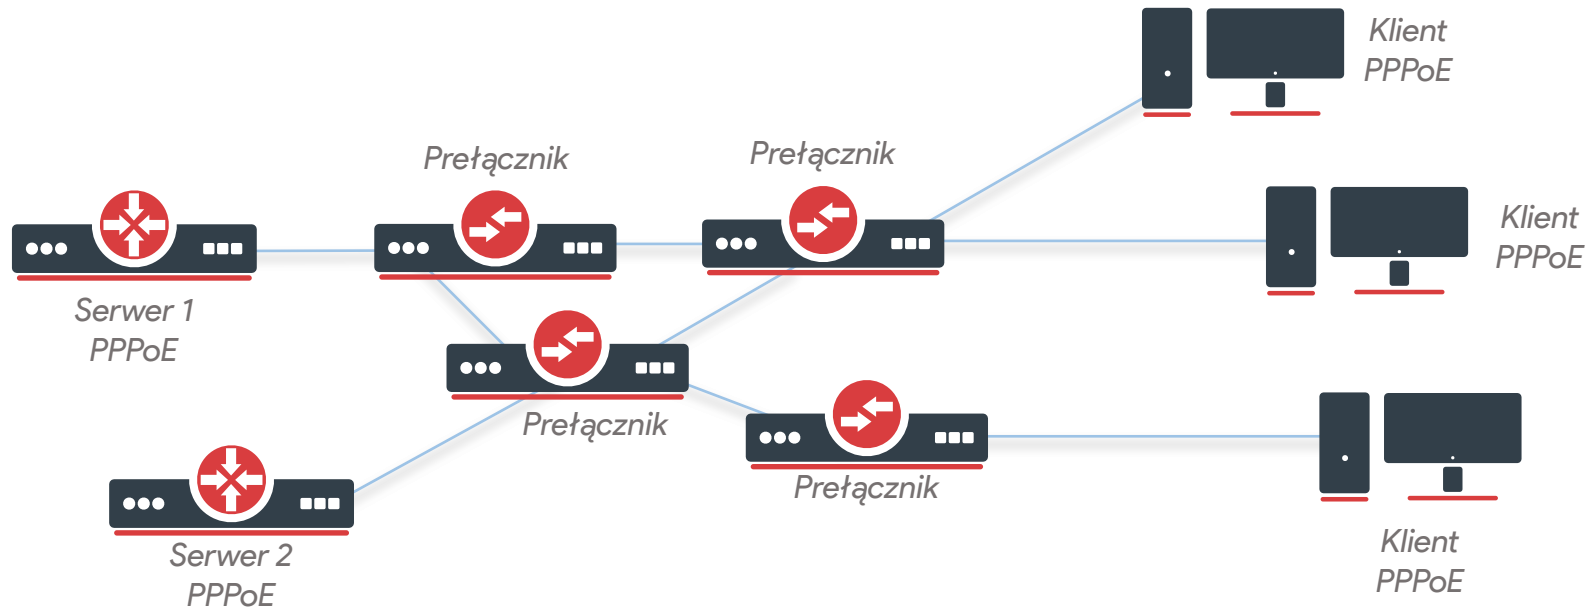 Klient
PPPoE
Prełącznik
Prełącznik
Klient
PPPoE
Serwer 1
PPPoE
Prełącznik
Prełącznik
Klient
PPPoE
Serwer 2
PPPoE